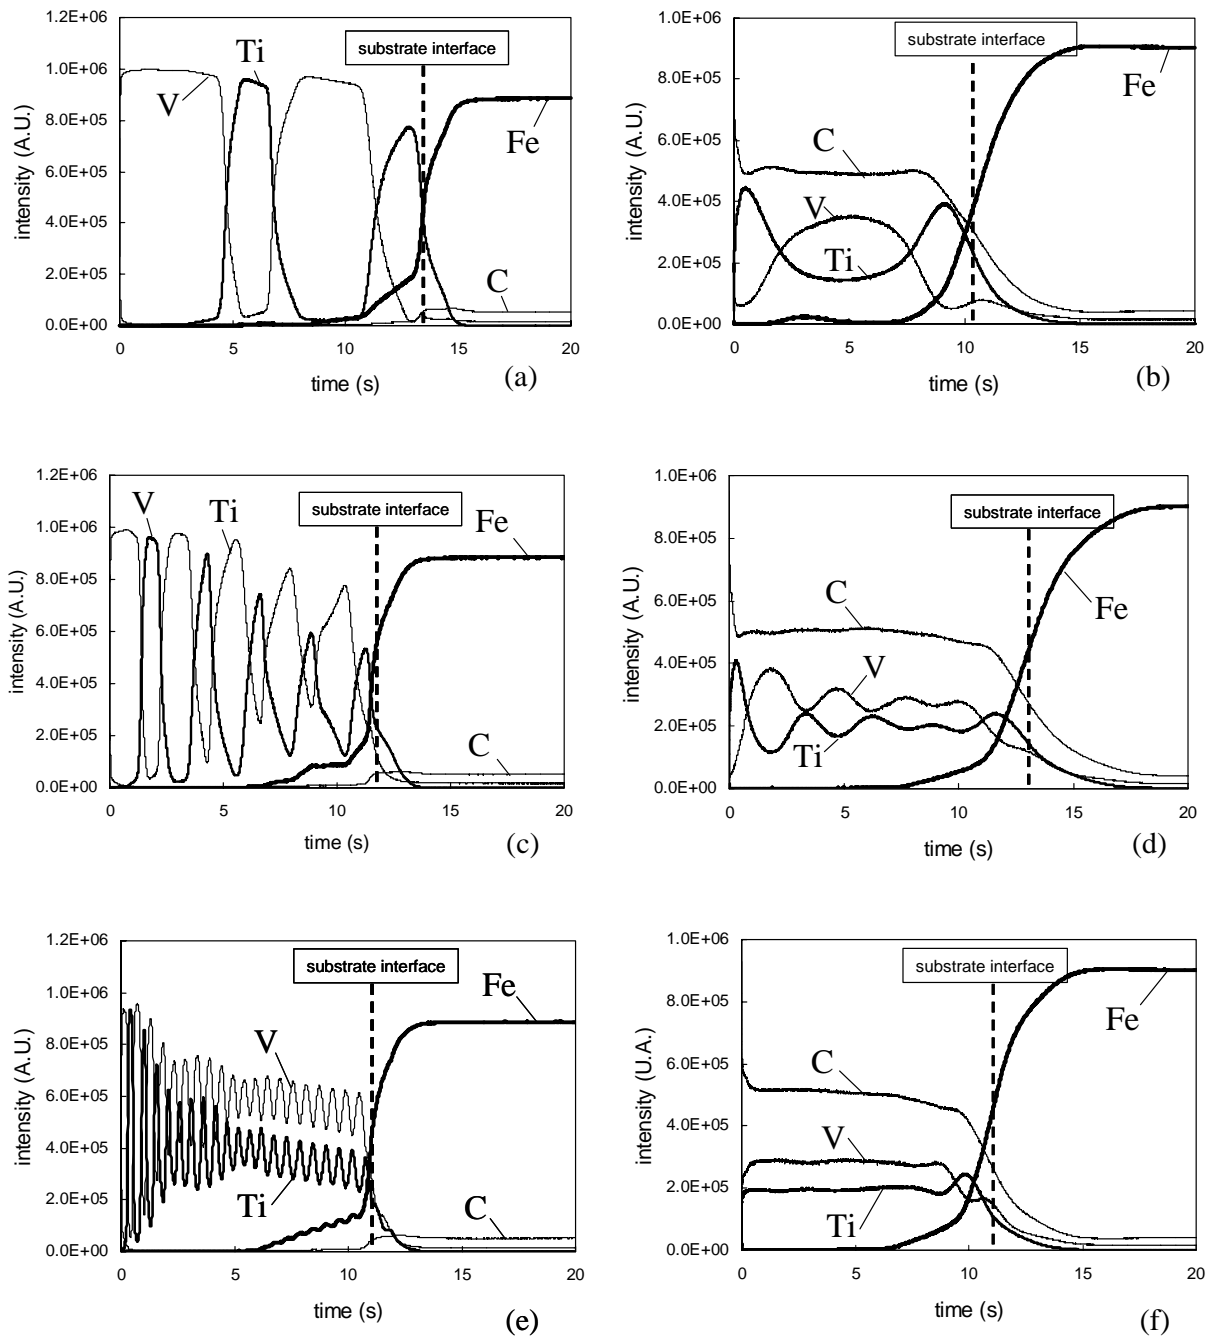 1.2E+06
1.0E+06
8.0E+05
6.0E+05
4.0E+05
2.0E+05
0.0E+00
intensity (A.U.)
substrate interface
V
Ti
Fe
C
0 5 10 15 20
time (s)
(a)
1.0E+06
8.0E+05
6.0E+05
4.0E+05
2.0E+05
0.0E+00
intensity (A.U.)
substrate interface
Fe
C
V
Ti
0 5 10 15 20
time (s)
(b)
1.2E+06
1.0E+06
8.0E+05
6.0E+05
4.0E+05
2.0E+05
0.0E+00
intensity (A.U.)
V
Ti
substrate interface
Fe
C
0 5 10 15 20
time (s)
(c)
1.0E+06
8.0E+05
6.0E+05
4.0E+05
2.0E+05
0.0E+00
intensity (A.U.)
substrate interface
C
Fe
V
Ti
0 5 10 15 20
time (s)
(d)
1.2E+06
1.0E+06
8.0E+05
6.0E+05
4.0E+05
2.0E+05
0.0E+00
intensity (A.U.)
substrate interface
Fe
V
Ti
C
0 5 10 15 20
time (s)
(e)
1.0E+06
8.0E+05
6.0E+05
4.0E+05
2.0E+05
0.0E+00
intensity (U.A.)
substrate interface
Fe
C
V
Ti
0 5 10 15 20
time (s)
(f)